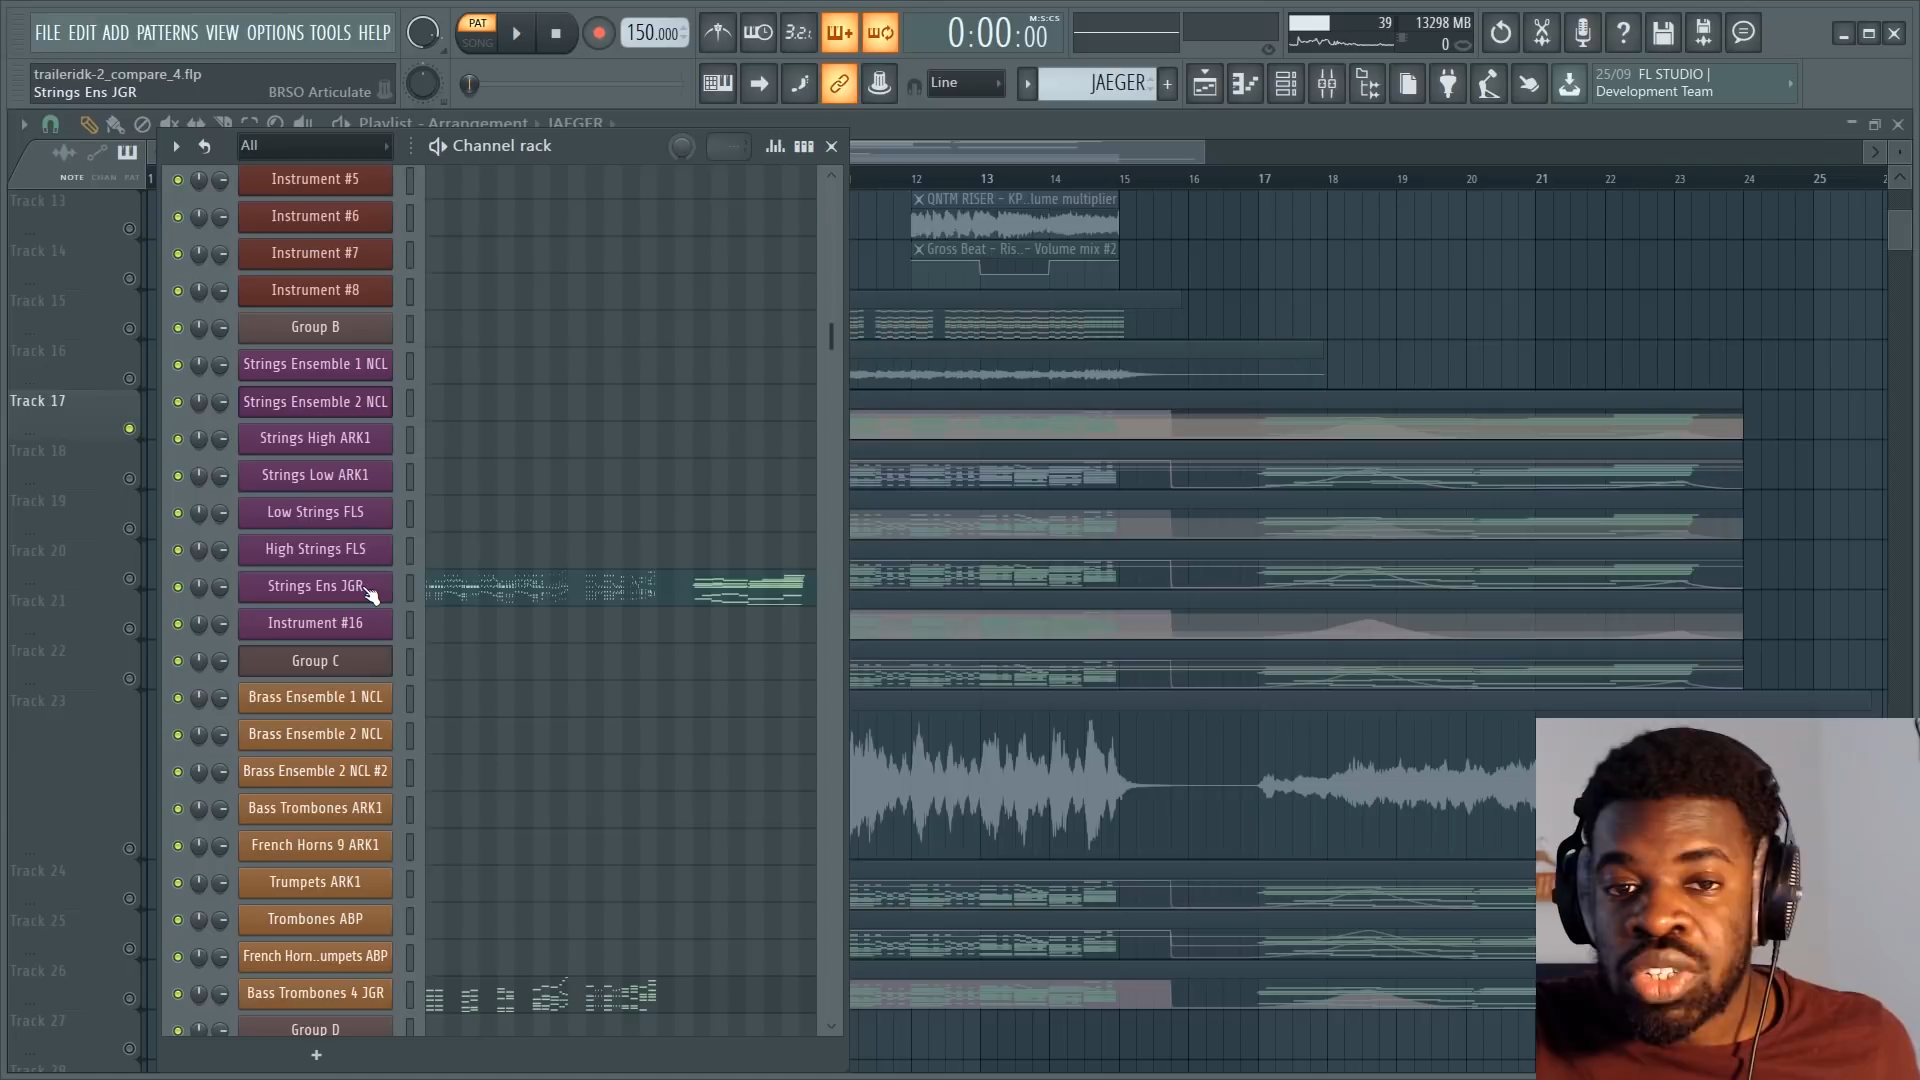 FILE EDIT ADD PATTERNS VIEW OPTIONS TOOLS HELP
PAT
SONG
150.000
3.2.
0:00:00
M:S:CS
39
13298 MB
0
traileridk-2_compare_4.flp
Strings Ens JGR
BRSO Articulate
Line
JAEGER
25/09 FL STUDIO |
Development Team
Playlist - Arrangement
JAEGER
NOTE CHAN PAT
All
Channel rack
1
12
13
14
15
16
17
18
19
20
21
22
23
24
25
Track 13
Track 14
Track 15
Track 16
Track 17
Track 18
Track 19
Track 20
Track 21
Track 22
Track 23
Track 24
Track 25
Track 26
Track 27
Instrument #5
Instrument #6
Instrument #7
Instrument #8
Group B
Strings Ensemble 1 NCL
Strings Ensemble 2 NCL
Strings High ARK1
Strings Low ARK1
Low Strings FLS
High Strings FLS
Strings Ens JGR
Instrument #16
Group C
Brass Ensemble 1 NCL
Brass Ensemble 2 NCL
Brass Ensemble 2 NCL #2
Bass Trombones ARK1
French Horns 9 ARK1
Trumpets ARK1
Trombones ABP
French Horn..umpets ABP
Bass Trombones 4 JGR
Group D
QNTM RISER - KP..lume multiplier
Gross Beat - Ris..- Volume mix #2